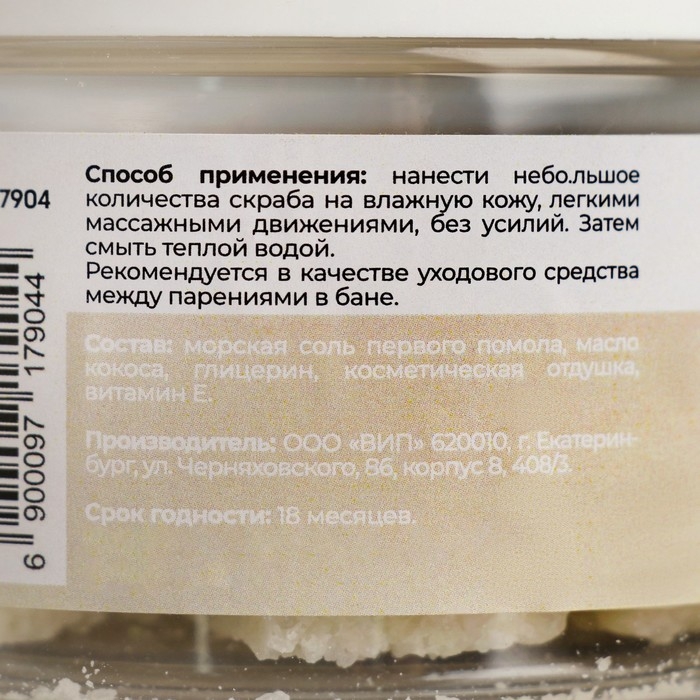 7904
Способ применения: нанести небо.льшое
количества скраба на влажную кожу, легкими
массажными движениями, без усилий. Затем
смыть теплой водой.
Рекомендуется в качестве уходового средства
между парениями в бане.
Состав: морская соль первого помола, масло
кокоса, глицерин, косметическая отдушка,
витамин Е.
Производитель: ООО «ВИП» 620010, г. Екатерин-
бург, ул. Черняховского, 86, корпус 8, 408/3.
Срок годности: 18 месяцев.
6 900097 179044